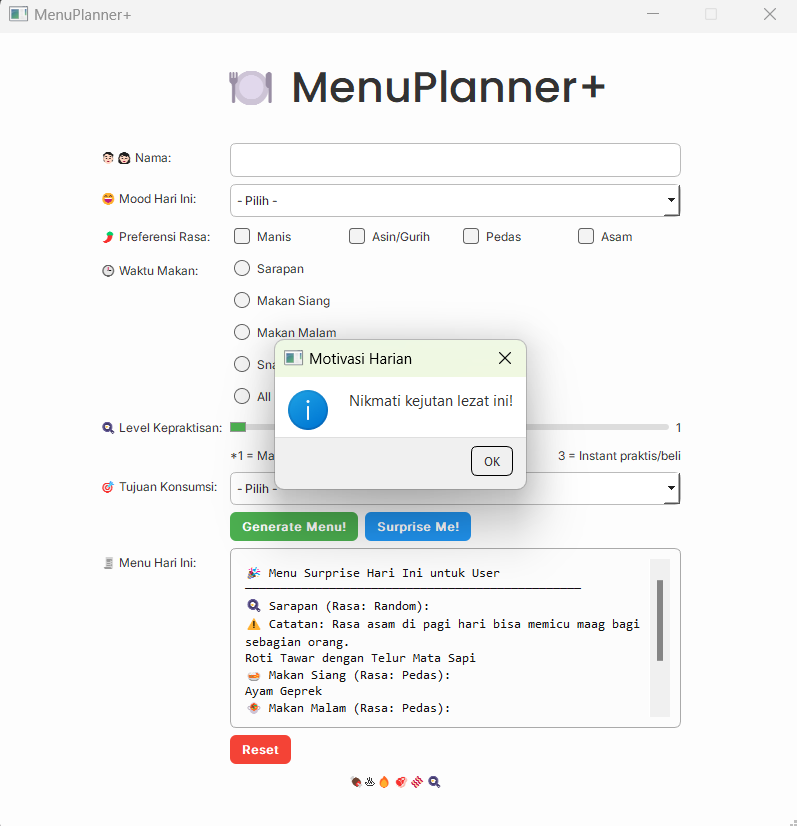 MenuPlanner+
MenuPlanner+
Nama:
Mood Hari Ini:
- Pilih -
Preferensi Rasa:
Manis
Asin/Gurih
Pedas
Asam
Waktu Makan:
Sarapan
Makan Siang
Makan Malam
Sna
All
Motivasi Harian
Nikmati kejutan lezat ini!
OK
Level Kepraktisan:
1
*1 = Ma
3 = Instant praktis/beli
Tujuan Konsumsi:
- Pilih -
Generate Menu!
Surprise Me!
Menu Hari Ini:
🎉 Menu Surprise Hari Ini untuk User
🍳 Sarapan (Rasa: Random):
⚠️ Catatan: Rasa asam di pagi hari bisa memicu maag bagi
sebagian orang.
Roti Tawar dengan Telur Mata Sapi
Makan Siang (Rasa: Pedas):
Ayam Geprek
Makan Malam (Rasa: Pedas):
Reset